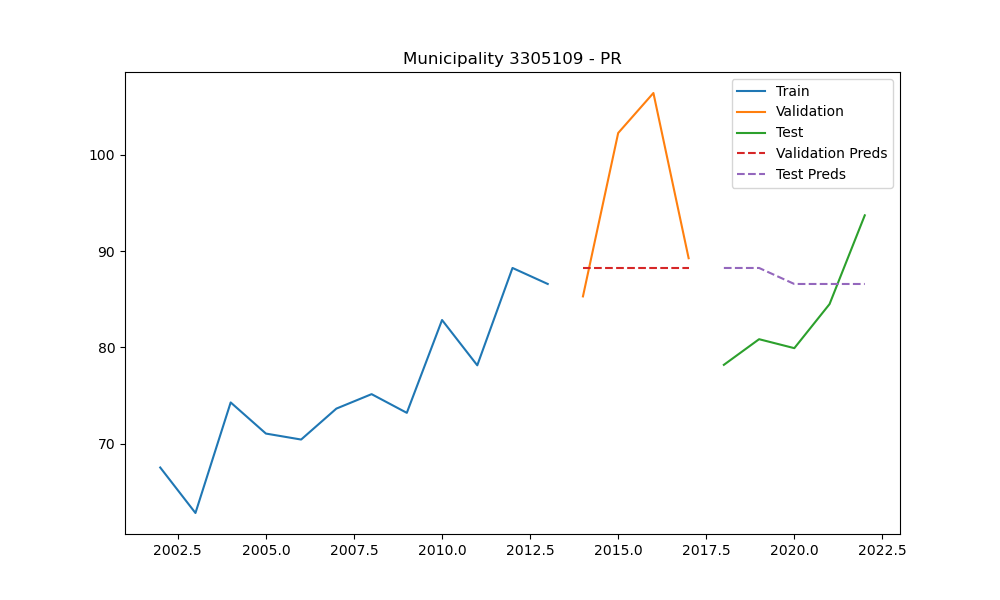 Municipality 3305109 - PR
Train
Validation
Test
Validation Preds
Test Preds
100
90
80
70
2002.5 2005.0 2007.5 2010.0 2012.5 2015.0 2017.5 2020.0 2022.5